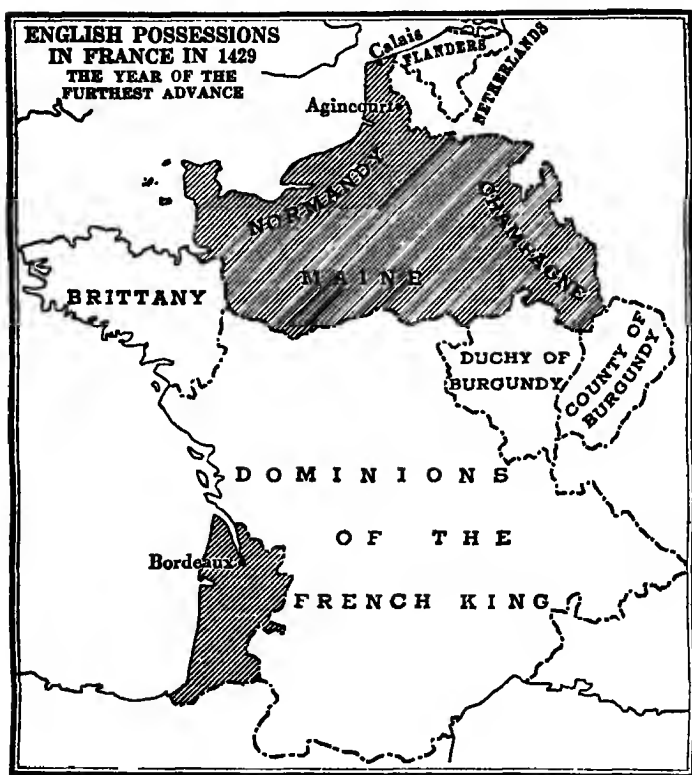 ENGLISH POSSESSIONS
IN FRANCE IN 1429
THE YEAR OF THE
FURTHEST ADVANCE
Calais
FLANDERS
NETHERLANDS
Agincourt
NORMANDY
CHAMPAGNE
MAINE
BRITTANY
DUCHY OF
BURGUNDY
COUNTY OF
BURGUNDY
DOMINIONS
OF THE
FRENCH KING
Bordeaux